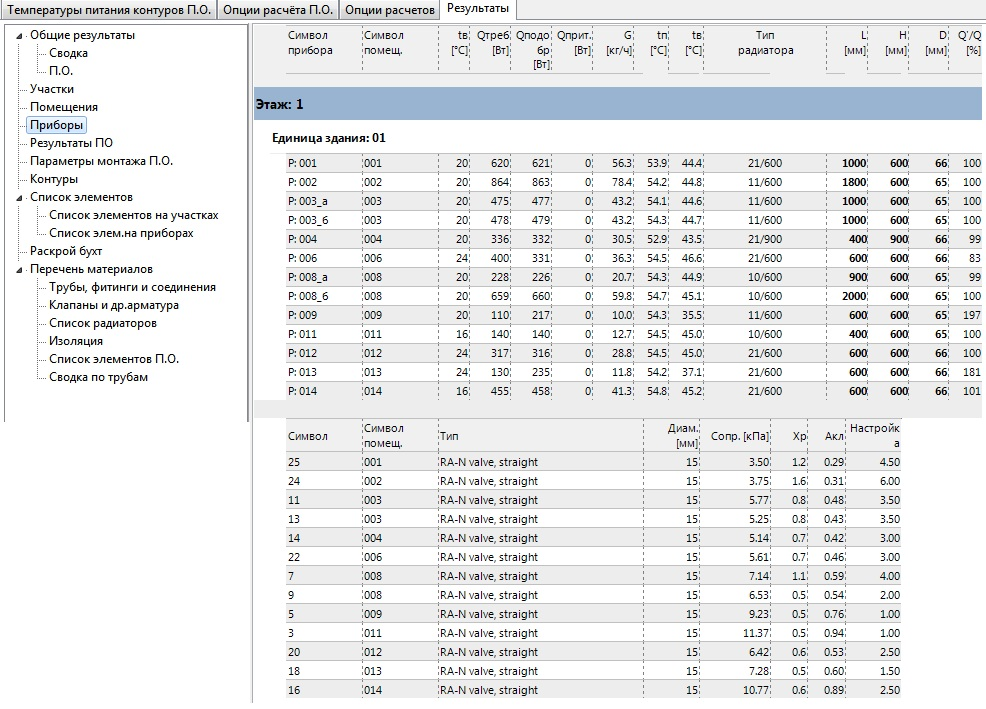 Температуры питания контуров П.О. Опции расчёта П.О. Опции расчетов Результаты
Общие результаты
Сводка
П.О.
Участки
Помещения
Приборы
Результаты ПО
Параметры монтажа П.О.
Контуры
Список элементов
Список элементов на участках
Список элем.на приборах
Раскрой бухт
Перечень материалов
Трубы, фитинги и соединения
Клапаны и др.арматура
Список радиаторов
Изоляция
Список элементов П.О.
Сводка по трубам
Символ Символ tв Qтреб Qподо Qприт. G tп tв Тип L H D Q'/Q
прибора помещ. [°C] [Вт] бр [Вт] [кг/ч] [°C] [°C] радиатора [мм] [мм] [мм] [%]
[Вт]
Этаж: 1
Единица здания: 01
P: 001 001 20 620 621 0 56.3 53.9 44.4 21/600 1000 600 66 100
P: 002 002 20 864 863 0 78.4 54.2 44.8 11/600 1800 600 65 100
P: 003_а 003 20 475 477 0 43.2 54.1 44.6 11/600 1000 600 65 100
P: 003_б 003 20 478 479 0 43.2 54.3 44.7 11/600 1000 600 65 100
P: 004 004 20 336 332 0 30.5 52.9 43.5 21/900 400 900 66 99
P: 006 006 24 400 331 0 36.3 54.5 46.6 21/600 600 600 66 83
P: 008_а 008 20 228 226 0 20.7 54.3 44.9 10/600 900 600 65 99
P: 008_б 008 20 659 660 0 59.8 54.7 45.1 10/600 2000 600 65 100
P: 009 009 20 110 217 0 10.0 54.3 35.5 11/600 600 600 65 197
P: 011 011 16 140 140 0 12.7 54.5 45.0 10/600 400 600 65 100
P: 012 012 24 317 316 0 28.8 54.5 45.0 21/600 600 600 66 100
P: 013 013 24 130 235 0 11.8 54.2 37.1 21/600 600 600 66 181
P: 014 014 16 455 458 0 41.3 54.8 45.2 21/600 600 600 66 101
Символ Символ Тип Диам. Сопр. [кПа] Xp Акл Настройк
помещ. [мм] а
25 001 RA-N valve, straight 15 3.50 1.2 0.29 4.50
24 002 RA-N valve, straight 15 3.75 1.6 0.31 6.00
11 003 RA-N valve, straight 15 5.77 0.8 0.48 3.50
13 003 RA-N valve, straight 15 5.25 0.8 0.43 3.50
14 004 RA-N valve, straight 15 5.14 0.7 0.42 3.00
22 006 RA-N valve, straight 15 5.61 0.7 0.46 3.00
7 008 RA-N valve, straight 15 7.14 1.1 0.59 4.00
9 008 RA-N valve, straight 15 6.53 0.5 0.54 2.00
5 009 RA-N valve, straight 15 9.23 0.5 0.76 1.00
3 011 RA-N valve, straight 15 11.37 0.5 0.94 1.00
20 012 RA-N valve, straight 15 6.42 0.6 0.53 2.50
18 013 RA-N valve, straight 15 7.28 0.5 0.60 1.50
16 014 RA-N valve, straight 15 10.77 0.6 0.89 2.50